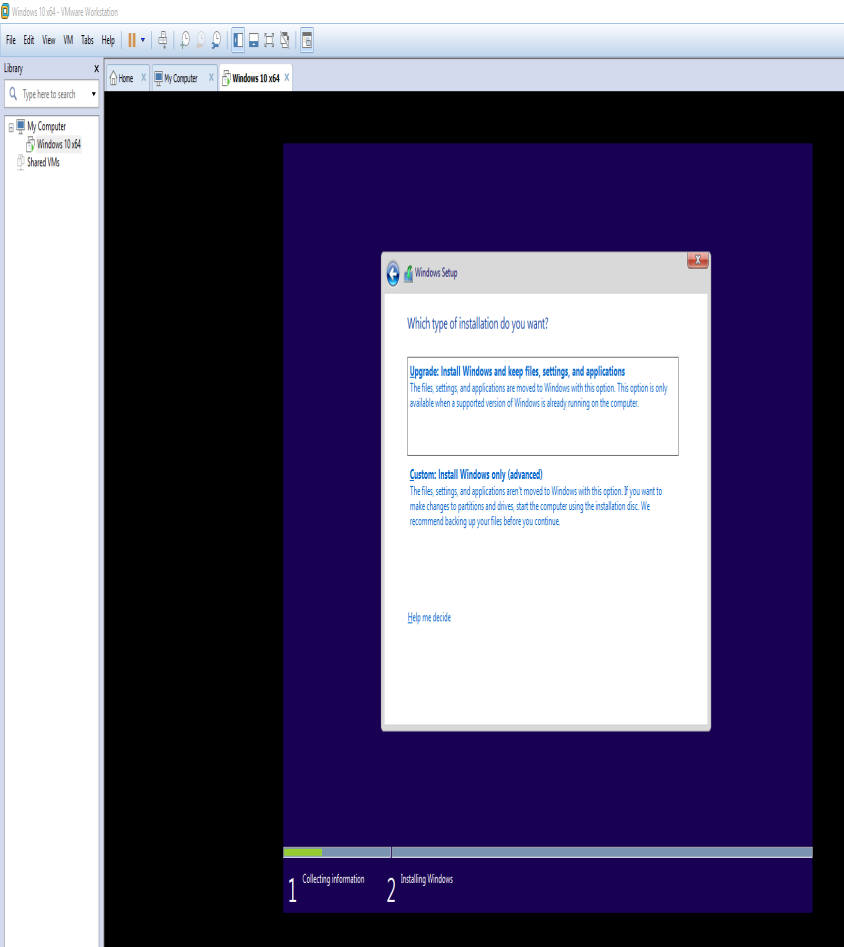 Windows 10 x64 - VMware Workstation
File Edit View VM Tabs Help
Library x
Type here to search
My Computer
Windows 10 x64
Shared VMs
Home x My Computer x Windows 10 x64 x
Windows Setup
x
Which type of installation do you want?
Upgrade: Install Windows and keep files, settings, and applications
The files, settings, and applications are moved to Windows with this option. This option is only
available when a supported version of Windows is already running on the computer.
Custom: Install Windows only (advanced)
The files, settings, and applications aren't moved to Windows with this option. If you want to
make changes to partitions and drives, start the computer using the installation disc. We
recommend backing up your files before you continue.
Help me decide
1 Collecting information 2 Installing Windows